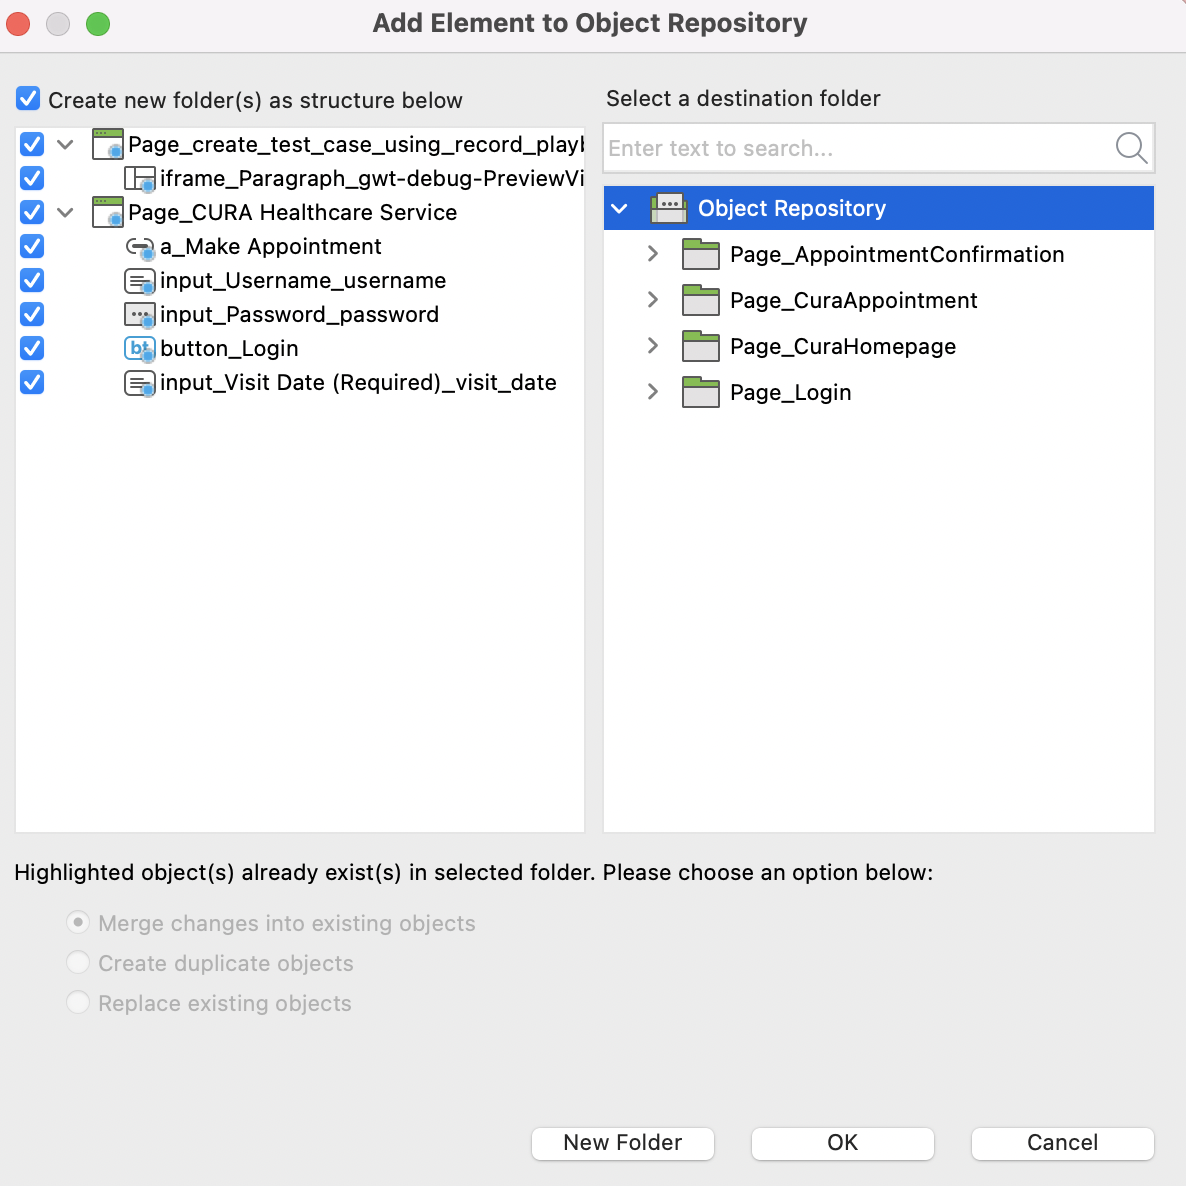 Add Element to Object Repository
Create new folder(s) as structure below
Page_create_test_case_using_record_playb
iframe_Paragraph_gwt-debug-PreviewVi
Page_CURA Healthcare Service
a_Make Appointment
input_Username_username
input_Password_password
bt
button_Login
input_Visit Date (Required)_visit_date
Select a destination folder
Enter text to search...
Object Repository
Page_AppointmentConfirmation
Page_CuraAppointment
Page_CuraHomepage
Page_Login
Highlighted object(s) already exist(s) in selected folder. Please choose an option below:
Merge changes into existing objects
Create duplicate objects
Replace existing objects
New Folder
OK
Cancel